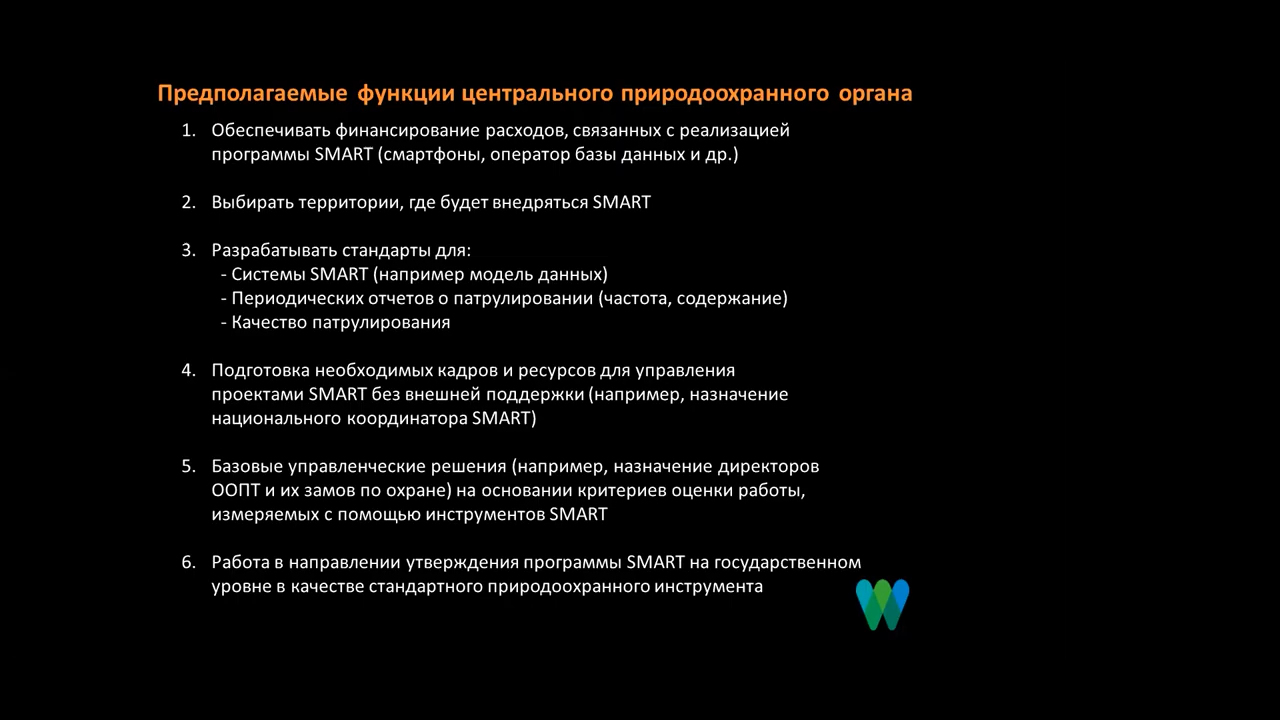 Предполагаемые функции центрального природоохранного органа
1. Обеспечивать финансирование расходов, связанных с реализацией
программы SMART (смартфоны, оператор базы данных и др.)
2. Выбирать территории, где будет внедряться SMART
3. Разрабатывать стандарты для:
- Системы SMART (например модель данных)
- Периодических отчетов о патрулировании (частота, содержание)
- Качество патрулирования
4. Подготовка необходимых кадров и ресурсов для управления
проектами SMART без внешней поддержки (например, назначение
национального координатора SMART)
5. Базовые управленческие решения (например, назначение директоров
ООПТ и их замов по охране) на основании критериев оценки работы,
измеряемых с помощью инструментов SMART
6. Работа в направлении утверждения программы SMART на государственном
уровне в качестве стандартного природоохранного инструмента